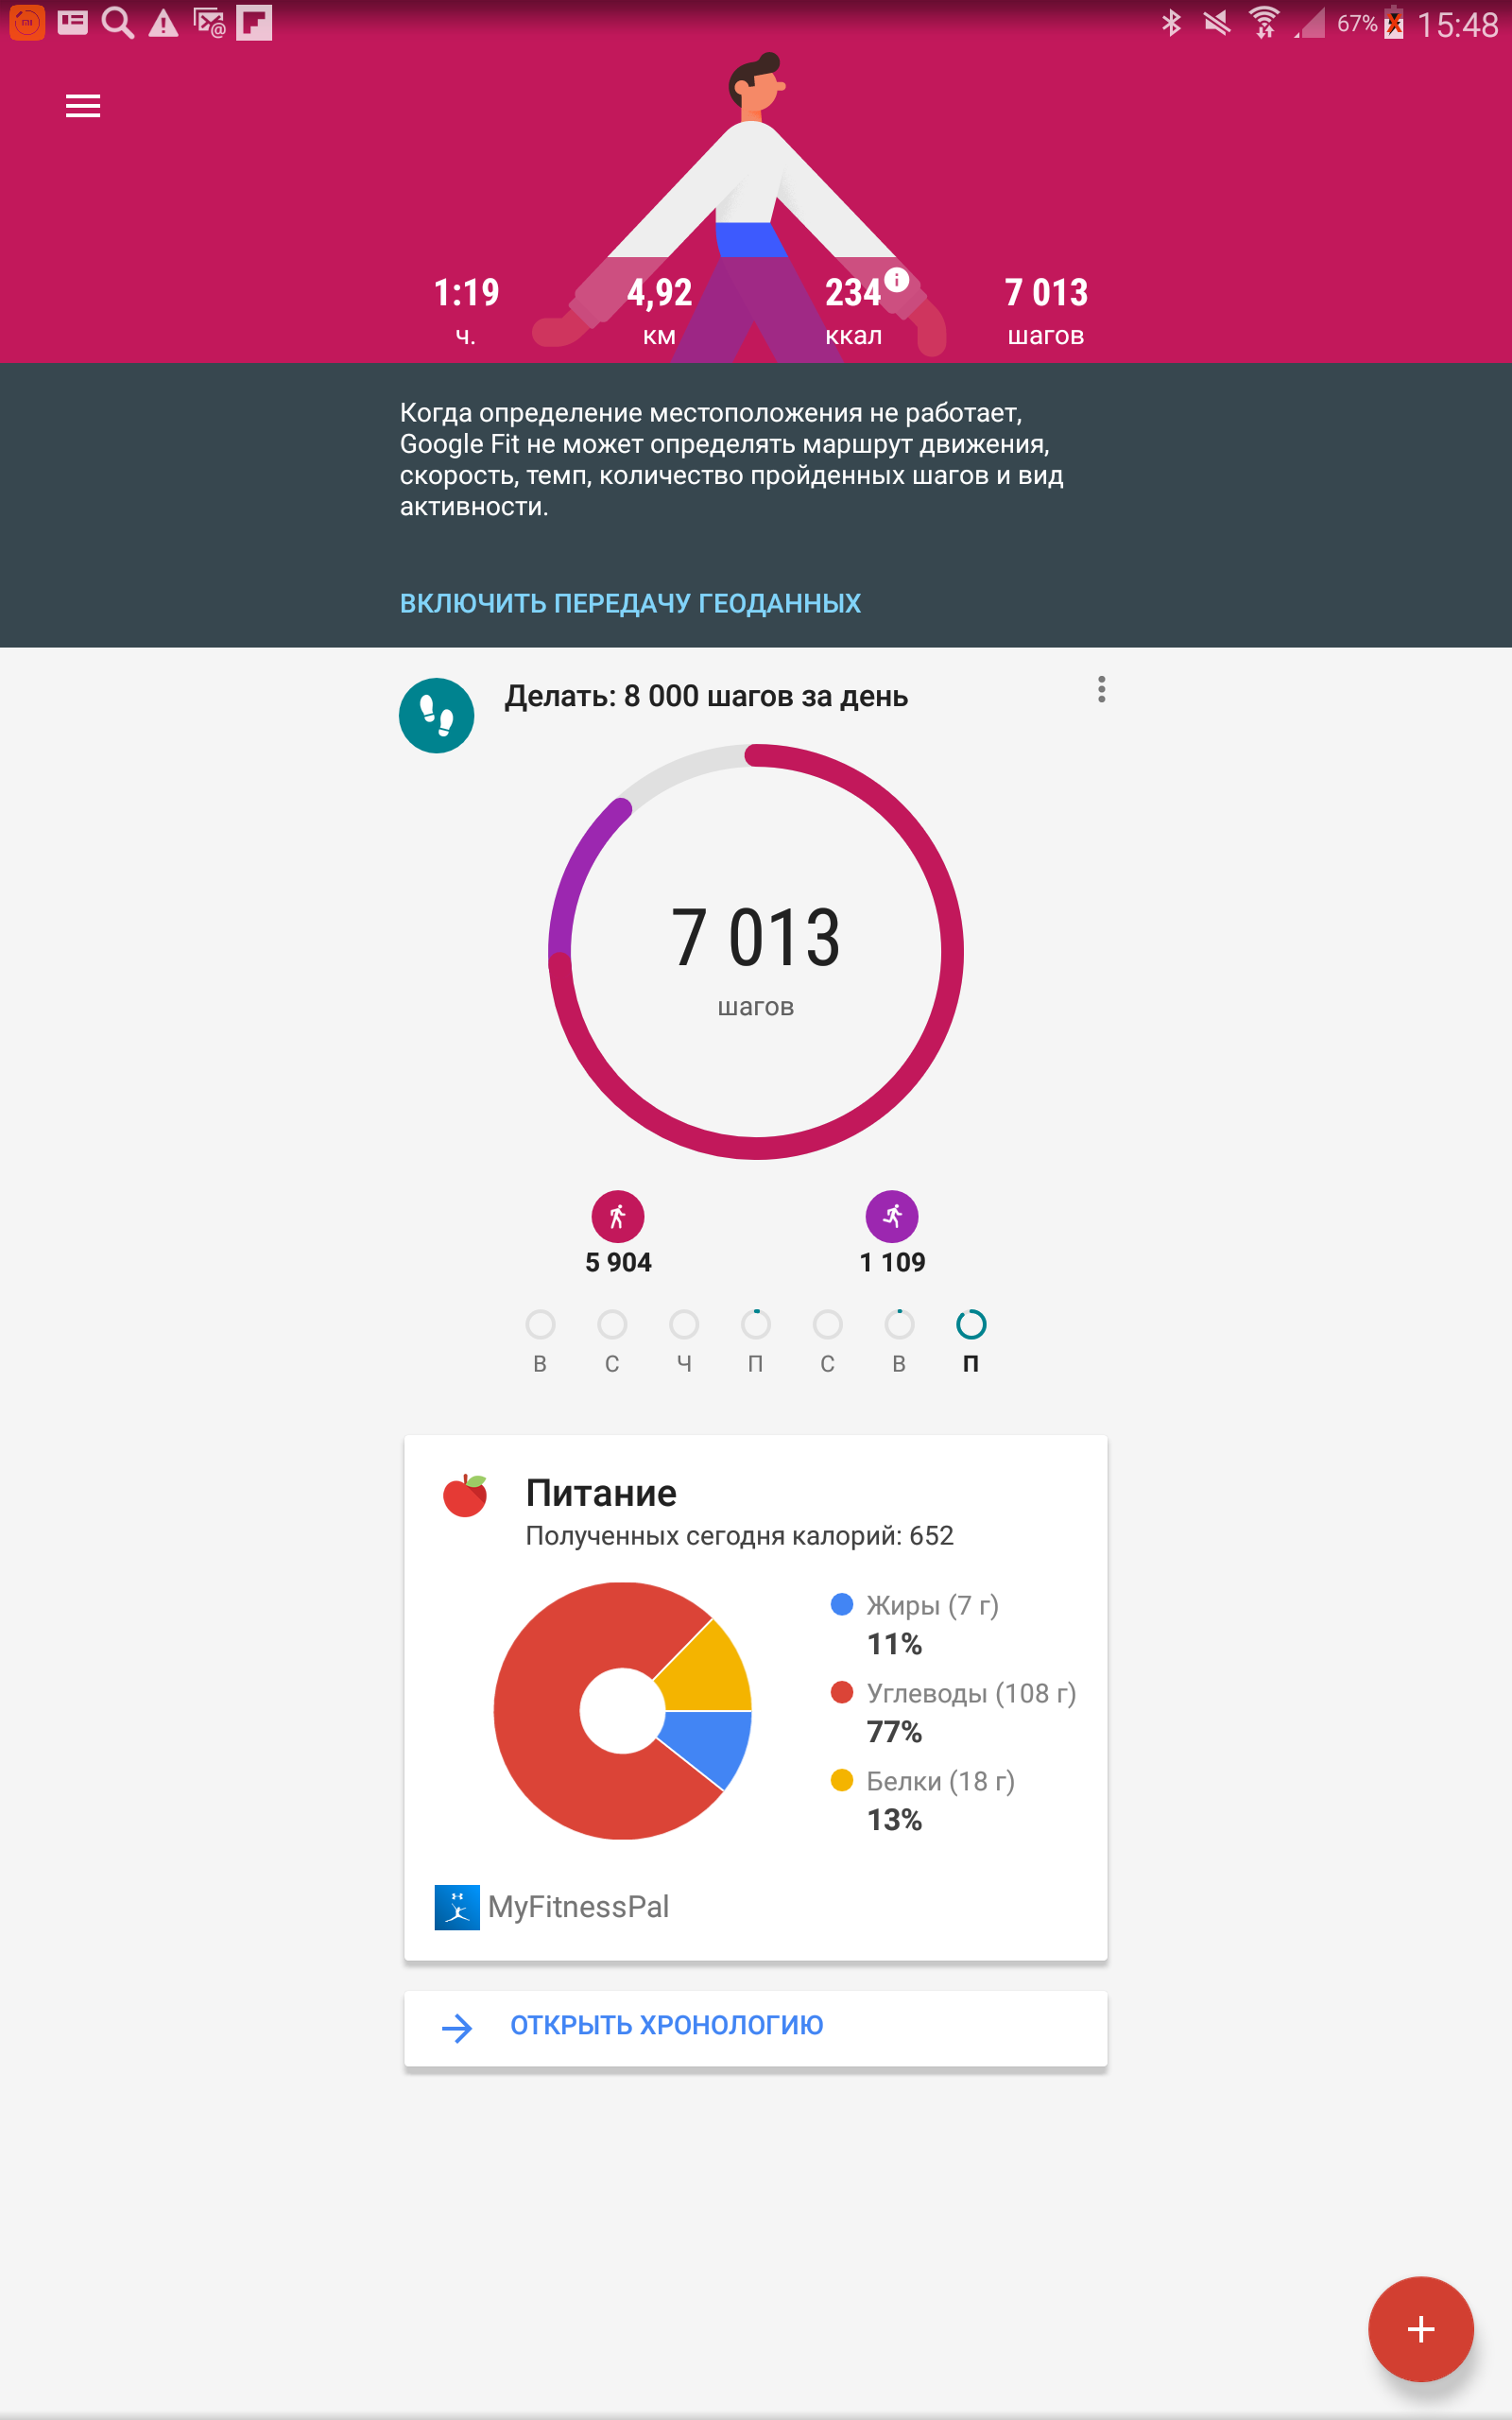 67% 15:48
1:19 4,92 234 7 013
ч. км ккал шагов
Когда определение местоположения не работает,
Google Fit не может определять маршрут движения,
скорость, темп, количество пройденных шагов и вид
активности.
ВКЛЮЧИТЬ ПЕРЕДАЧУ ГЕОДАННЫХ
Делать: 8 000 шагов за день
7 013
шагов
5 904 1 109
В С Ч П С В П
Питание
Полученных сегодня калорий: 652
Жиры (7 г)
11%
Углеводы (108 г)
77%
Белки (18 г)
13%
MyFitnessPal
ОТКРЫТЬ ХРОНОЛОГИЮ